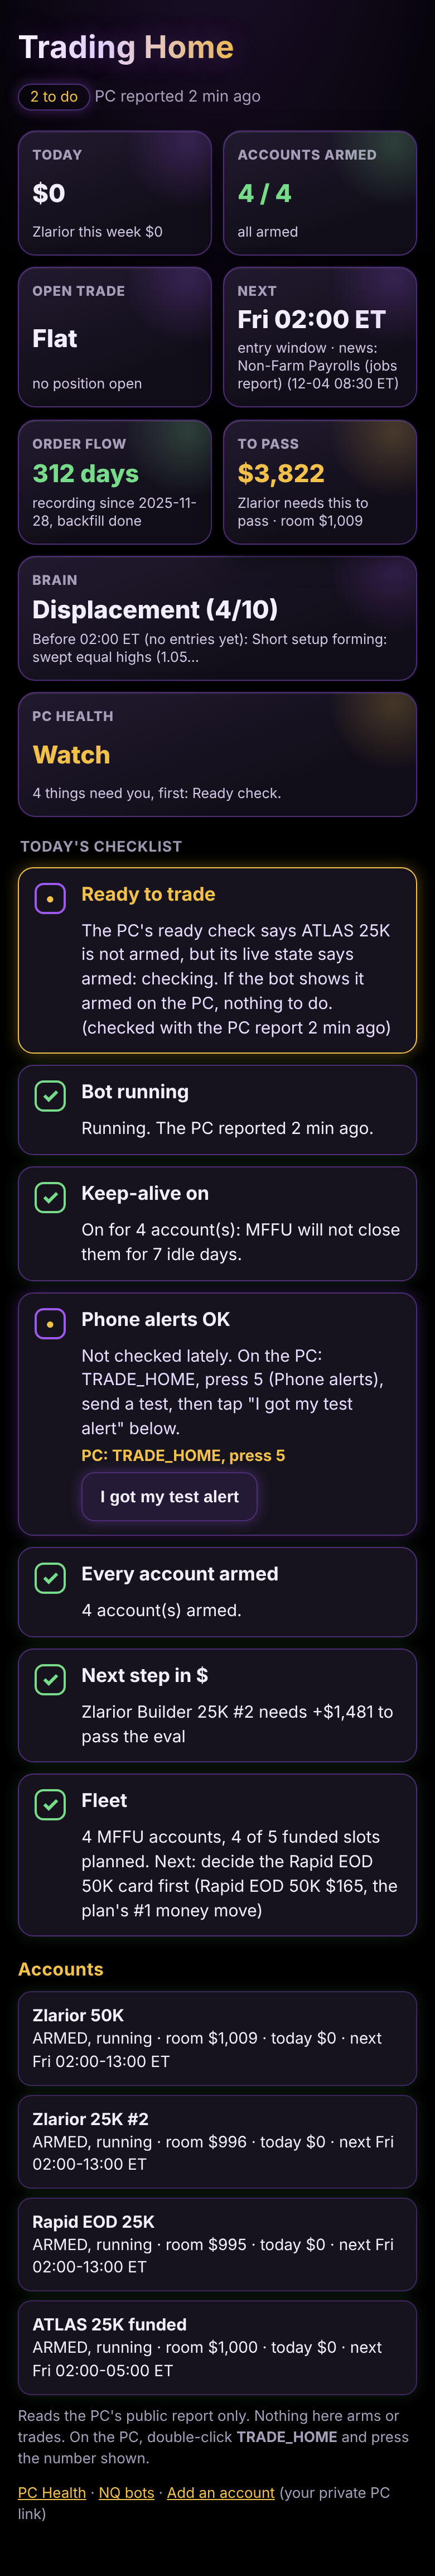 Trading Home
2 to do PC reported 2 min ago
TODAY
$0
Zlarior this week $0
ACCOUNTS ARMED
4 / 4
all armed
OPEN TRADE
Flat
no position open
NEXT
Fri 02:00 ET
entry window · news:
Non-Farm Payrolls (jobs
report) (12-04 08:30 ET)
ORDER FLOW
312 days
recording since 2025-11-
28, backfill done
TO PASS
$3,822
Zlarior needs this to
pass · room $1,009
BRAIN
Displacement (4/10)
Before 02:00 ET (no entries yet): Short setup forming:
swept equal highs (1.05...
PC HEALTH
Watch
4 things need you, first: Ready check.
TODAY'S CHECKLIST
Ready to trade
The PC's ready check says ATLAS 25K
is not armed, but its live state says
armed: checking. If the bot shows it
armed on the PC, nothing to do.
(checked with the PC report 2 min ago)
Bot running
Running. The PC reported 2 min ago.
Keep-alive on
On for 4 account(s): MFFU will not close
them for 7 idle days.
Phone alerts OK
Not checked lately. On the PC:
TRADE_HOME, press 5 (Phone alerts),
send a test, then tap "I got my test
alert" below.
PC: TRADE_HOME, press 5
I got my test alert
Every account armed
4 account(s) armed.
Next step in $
Zlarior Builder 25K #2 needs +$1,481 to
pass the eval
Fleet
4 MFFU accounts, 4 of 5 funded slots
planned. Next: decide the Rapid EOD
50K card first (Rapid EOD 50K $165, the
plan's #1 money move)
Accounts
Zlarior 50K
ARMED, running · room $1,009 · today $0 · next
Fri 02:00-13:00 ET
Zlarior 25K #2
ARMED, running · room $996 · today $0 · next Fri
02:00-13:00 ET
Rapid EOD 25K
ARMED, running · room $995 · today $0 · next Fri
02:00-13:00 ET
ATLAS 25K funded
ARMED, running · room $1,000 · today $0 · next
Fri 02:00-05:00 ET
Reads the PC's public report only. Nothing here arms or
trades. On the PC, double-click TRADE_HOME and press
the number shown.
PC Health · NQ bots · Add an account (your private PC
link)